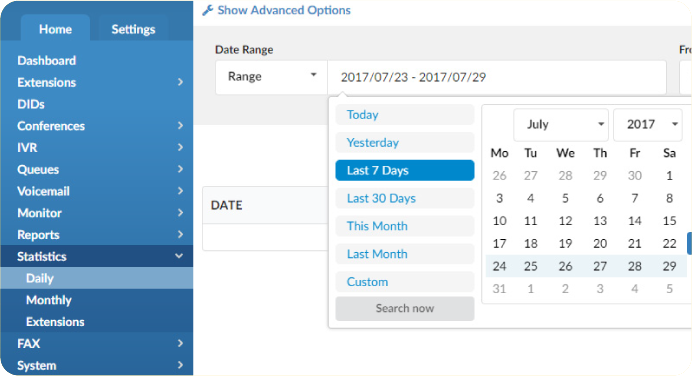 Home Settings
Dashboard
Extensions
DIDs
Conferences
IVR
Queues
Voicemail
Monitor
Reports
Statistics
Daily
Monthly
Extensions
FAX
System
Show Advanced Options
Date Range
Range 2017/07/23 - 2017/07/29
Today
Yesterday
Last 7 Days
Last 30 Days
This Month
Last Month
Custom
Search now
July 2017
Mo Tu We Th Fr Sa
26 27 28 29 30 1
3 4 5 6 7 8
10 11 12 13 14 15
17 18 19 20 21 22
24 25 26 27 28 29
31 1 2 3 4 5
DATE